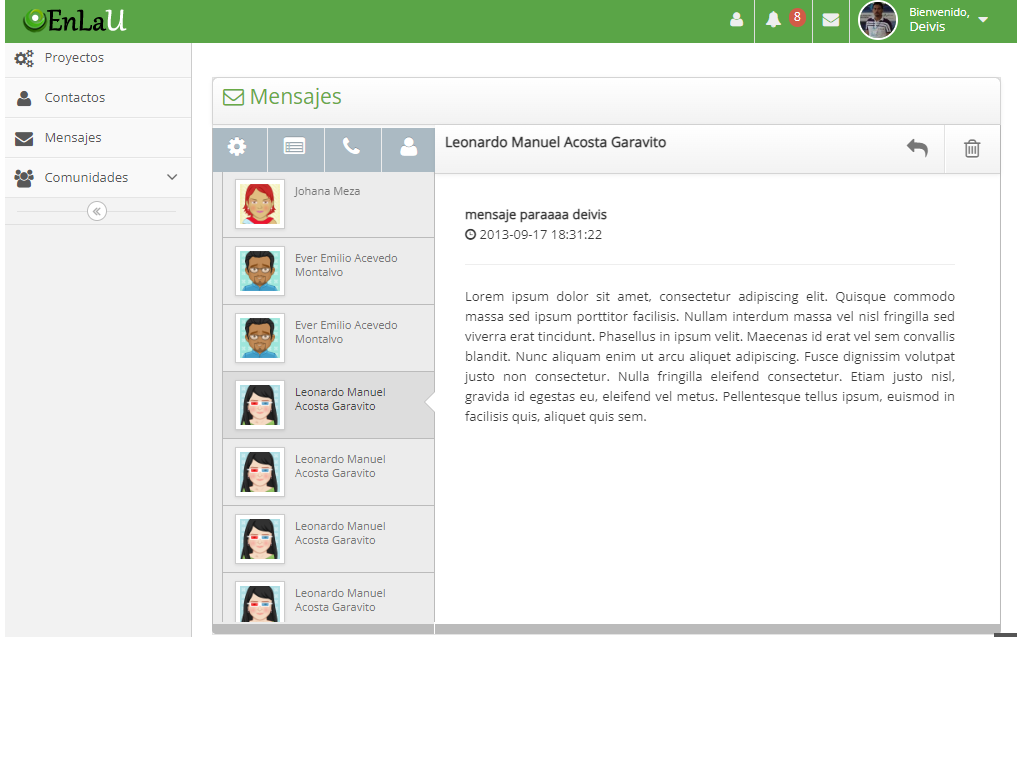 EnLaU
8
Bienvenido,
Deivis
Proyectos
Contactos
Mensajes
Comunidades
Mensajes
Johana Meza
Ever Emilio Acevedo
Montalvo
Ever Emilio Acevedo
Montalvo
Leonardo Manuel
Acosta Garavito
Leonardo Manuel
Acosta Garavito
Leonardo Manuel
Acosta Garavito
Leonardo Manuel
Acosta Garavito
Leonardo Manuel Acosta Garavito
mensaje paraaaa deivis
2013-09-17 18:31:22
Lorem ipsum dolor sit amet, consectetur adipiscing elit. Quisque commodo
massa sed ipsum porttitor facilisis. Nullam interdum massa vel nisl fringilla sed
viverra erat tincidunt. Phasellus in ipsum velit. Maecenas id erat vel sem convallis
blandit. Nunc aliquam enim ut arcu aliquet adipiscing. Fusce dignissim volutpat
justo non consectetur. Nulla fringilla eleifend consectetur. Etiam justo nisl,
gravida id egestas eu, eleifend vel metus. Pellentesque tellus ipsum, euismod in
facilisis quis, aliquet quis sem.